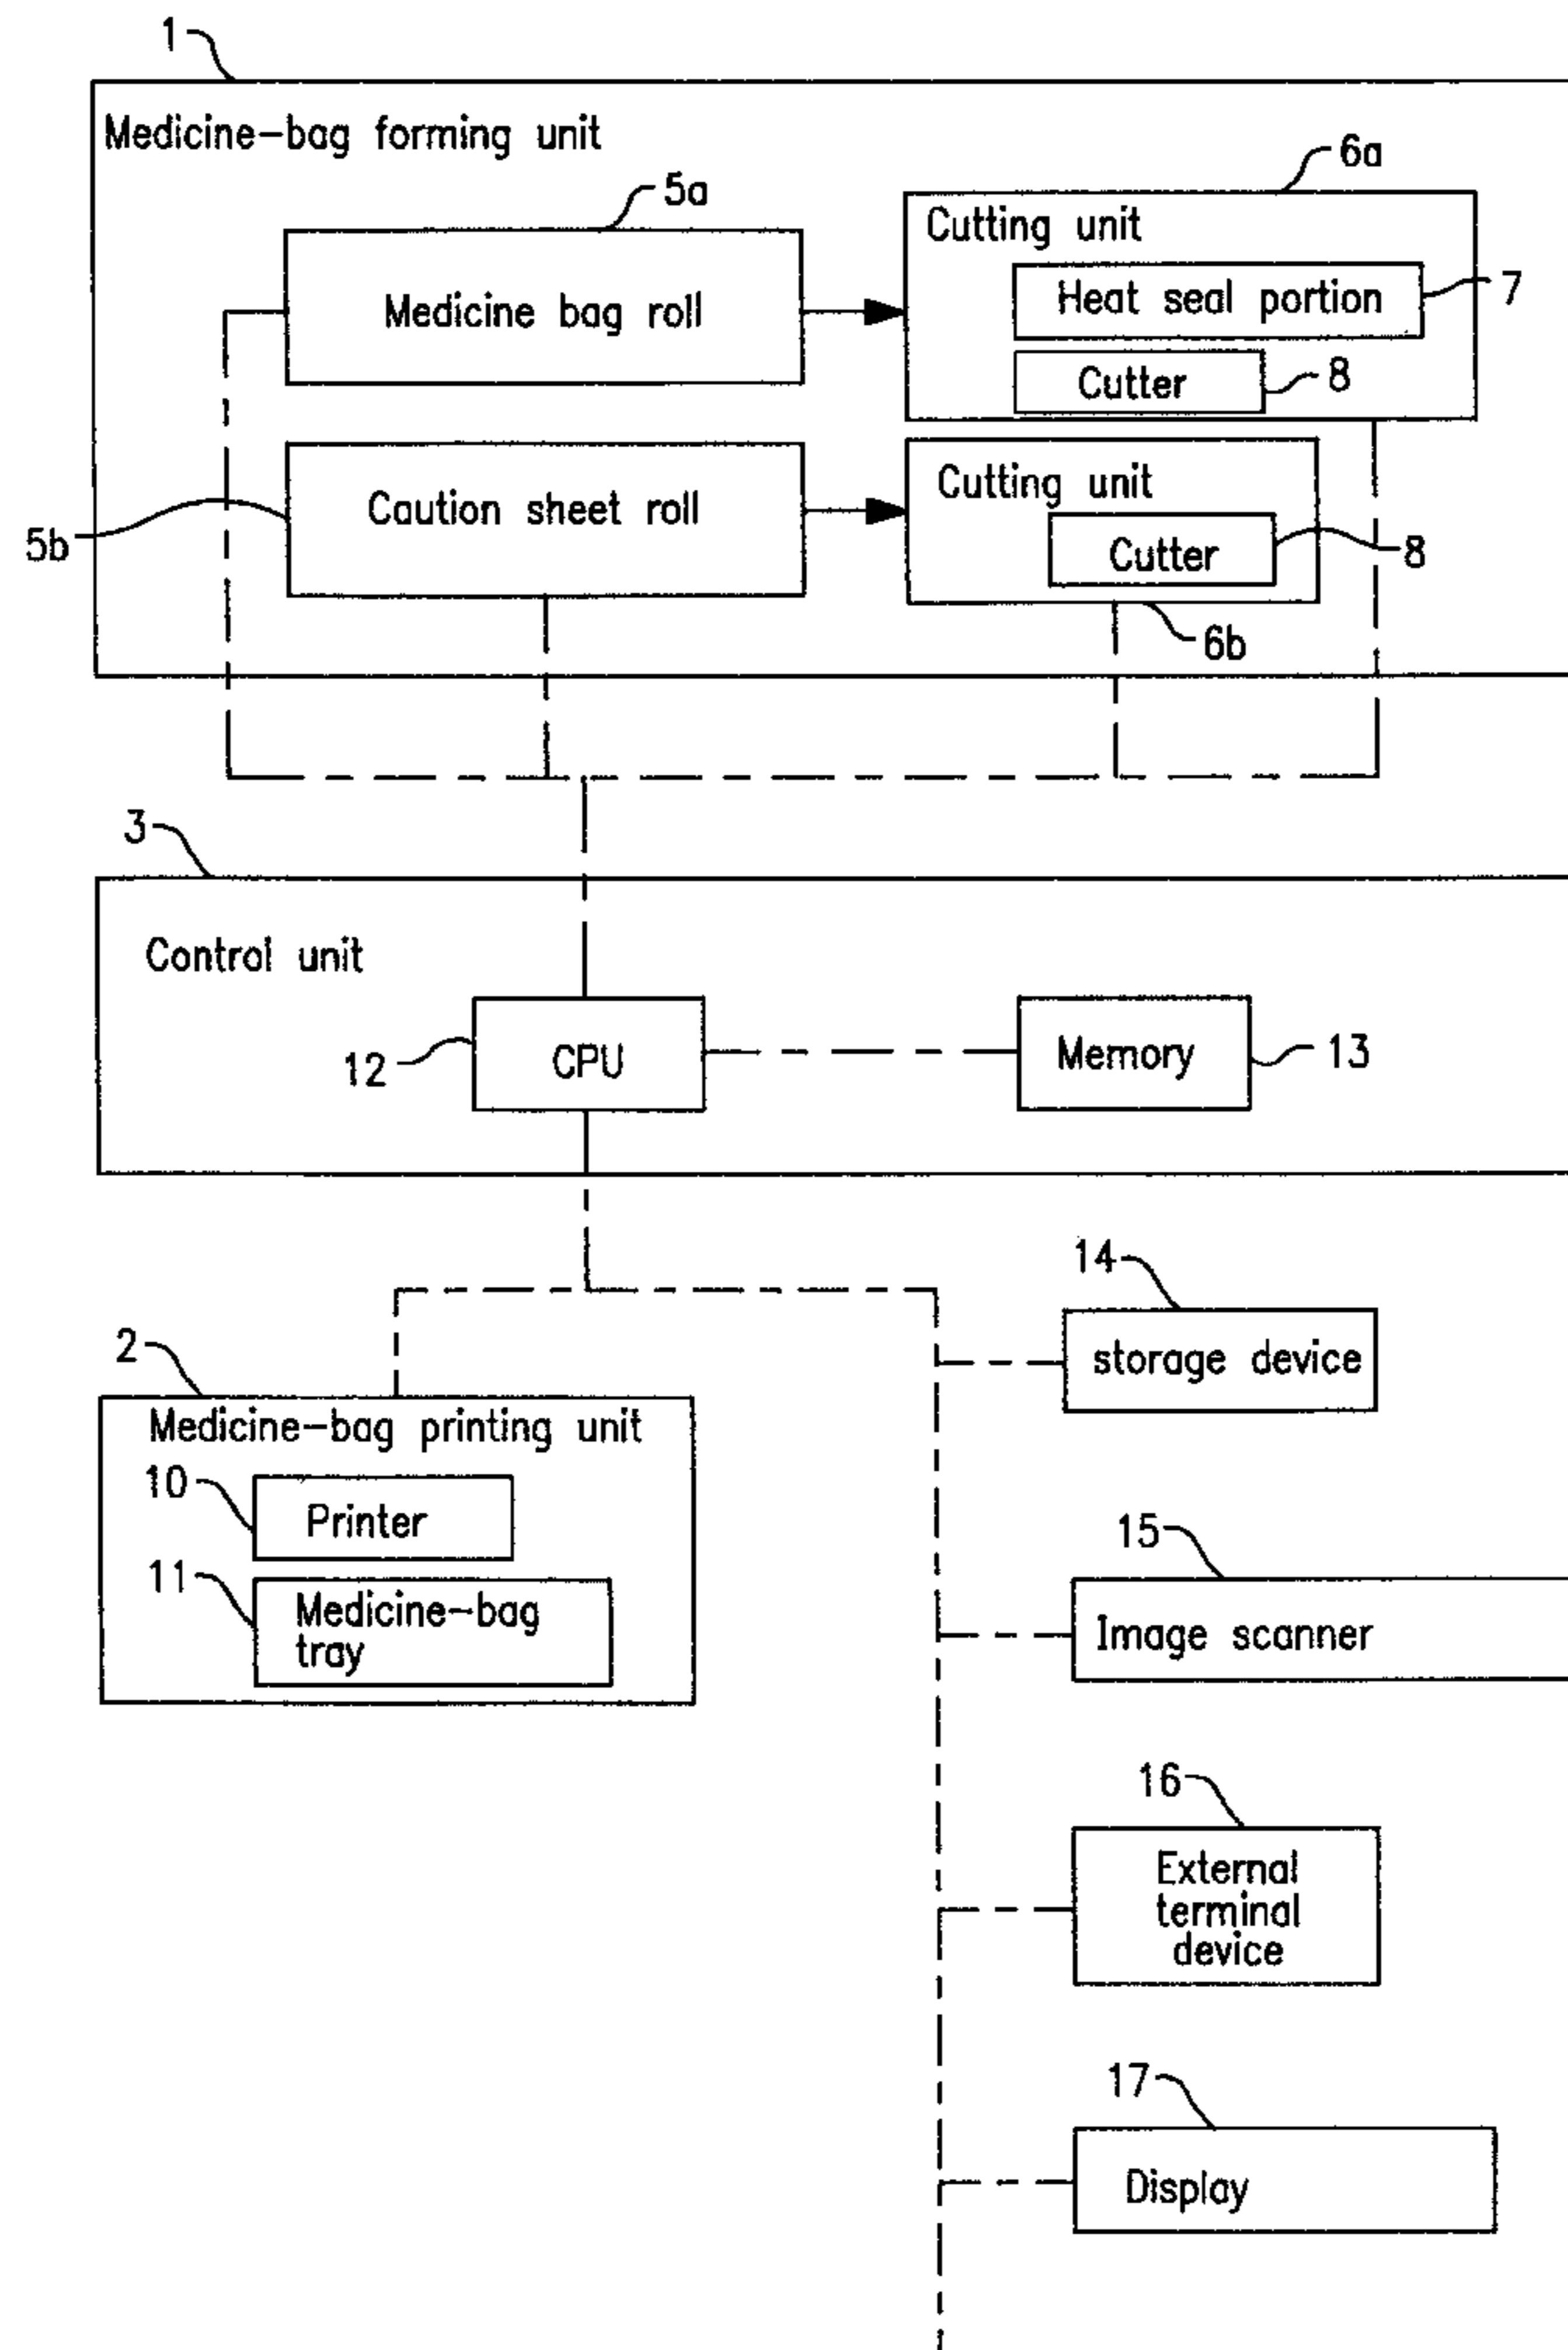 1
Medicine-bag forming unit
5a
6a
Medicine bag roll
Cutting unit
Heat seal portion
7
Cutter
8
5b
Caution sheet roll
Cutting unit
Cutter
8
6b
3
Control unit
12
CPU
Memory
13
2
Medicine-bag printing unit
10
Printer
11
Medicine-bag
tray
14
storage device
15
Image scanner
16
External
terminal
device
17
Display